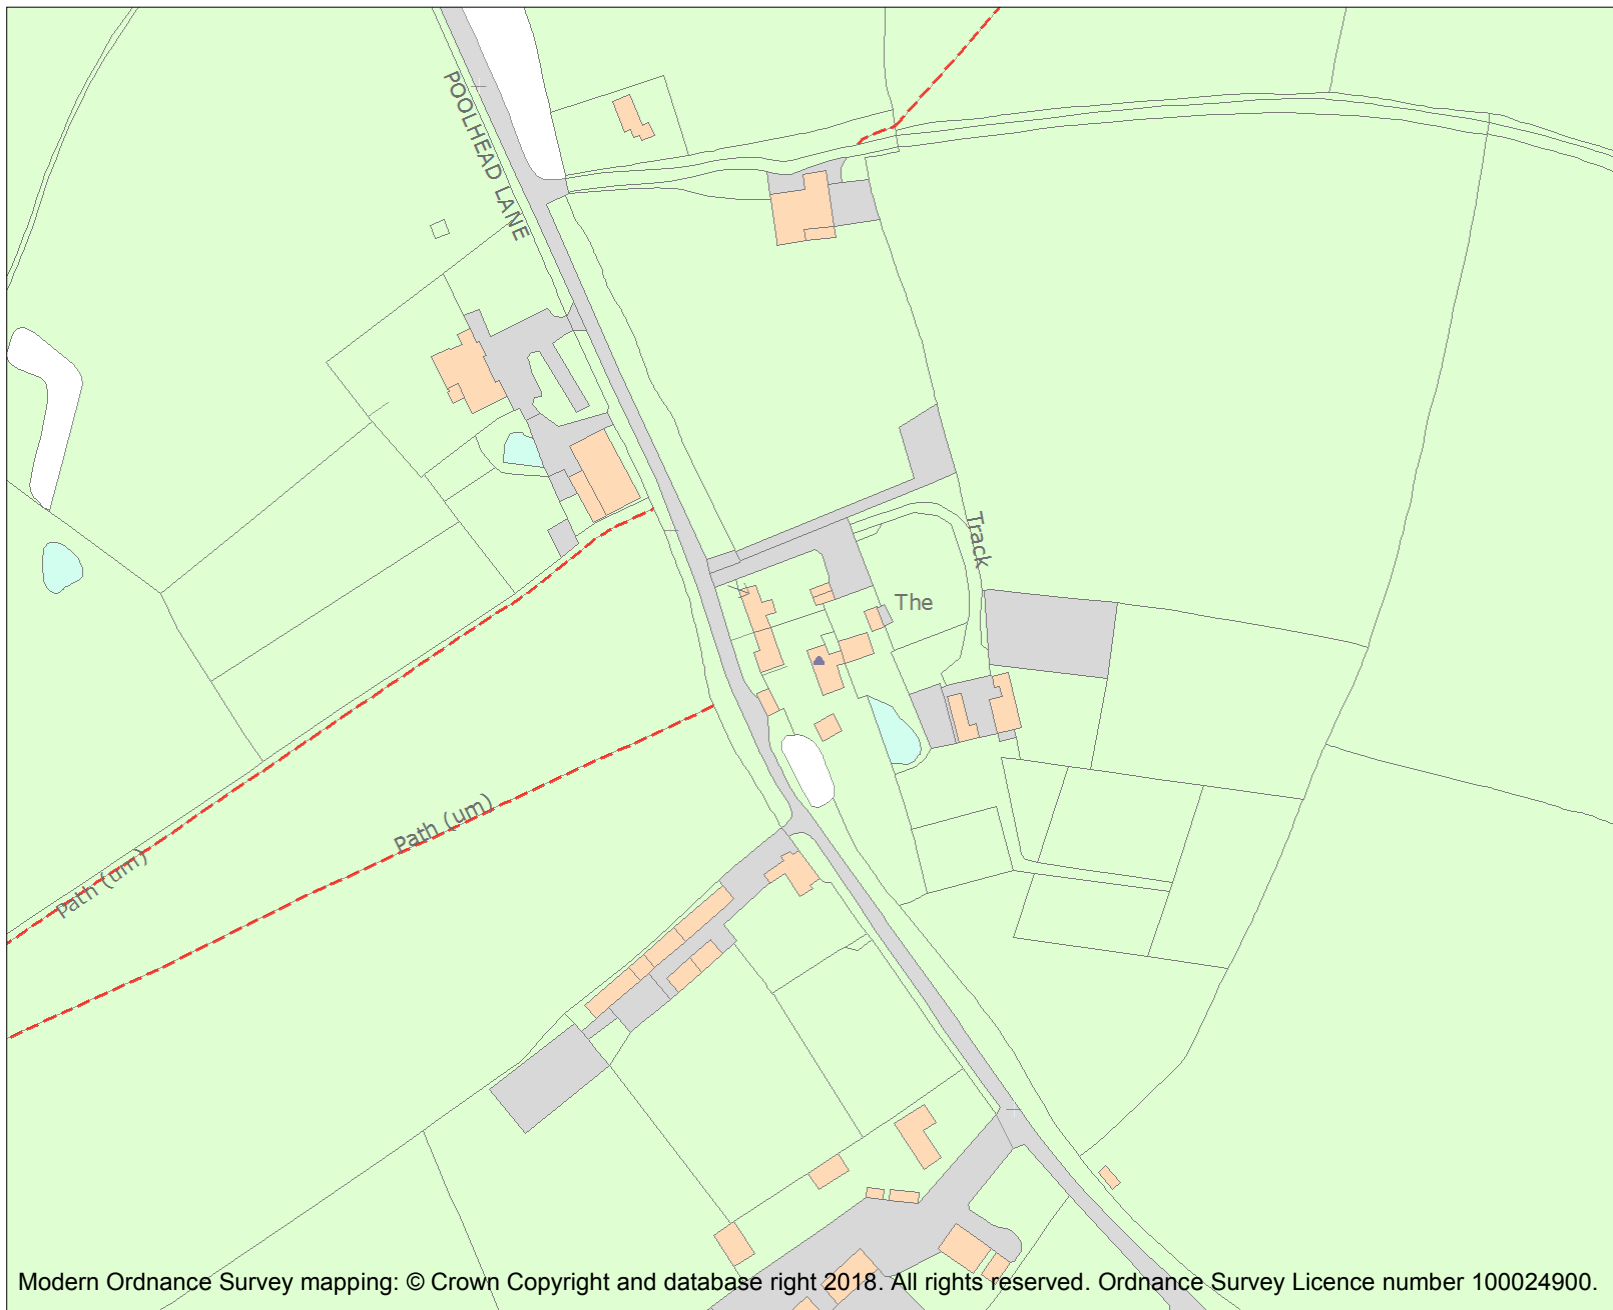 POOLHEAD LANE
Track
The
Path (um)
Path (um)
Modern Ordnance Survey mapping: © Crown Copyright and database right 2018. All rights reserved. Ordnance Survey Licence number 100024900.